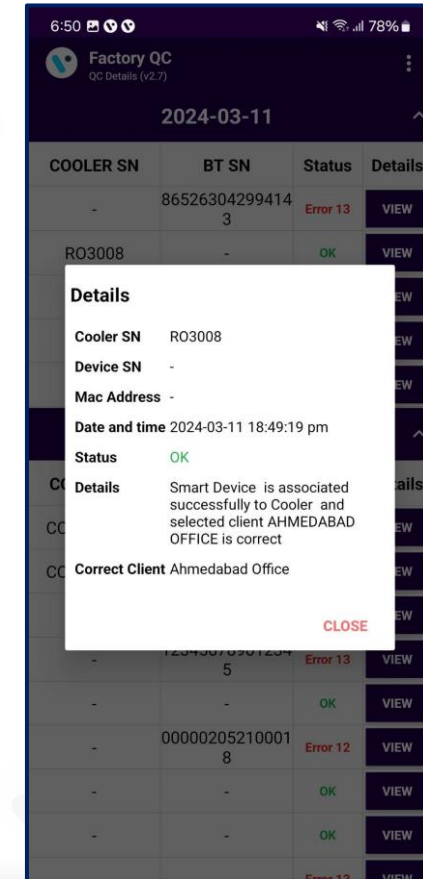 6:50 78%
Factory QC
QC Details (v2.7)
2024-03-11
COOLER SN BT SN Status Details
- 86526304299414 Error 13 VIEW
3
RO3008 - OK VIEW
Details
Cooler SN RO3008
Device SN -
Mac Address -
Date and time 2024-03-11 18:49:19 pm
Status OK
Details Smart Device is associated
successfully to Cooler and
selected client AHMEDABAD
OFFICE is correct
Correct Client Ahmedabad Office
CLOSE
- Error 13 VIEW
5
- - OK VIEW
- 00000205210001 Error 12 VIEW
8
- - OK VIEW
- - OK VIEW